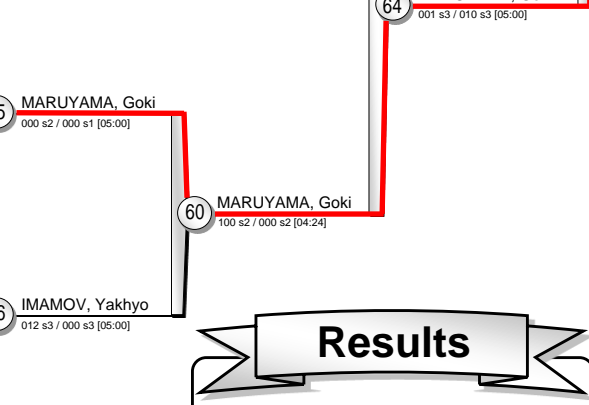 64
001 s3 / 010 s3 [05:00]
MARUYAMA, Goki
000 s2 / 000 s1 [05:00]
60
MARUYAMA, Goki
100 s2 / 000 s2 [04:24]
IMAMOV, Yakhyo
012 s3 / 000 s3 [05:00]
Results